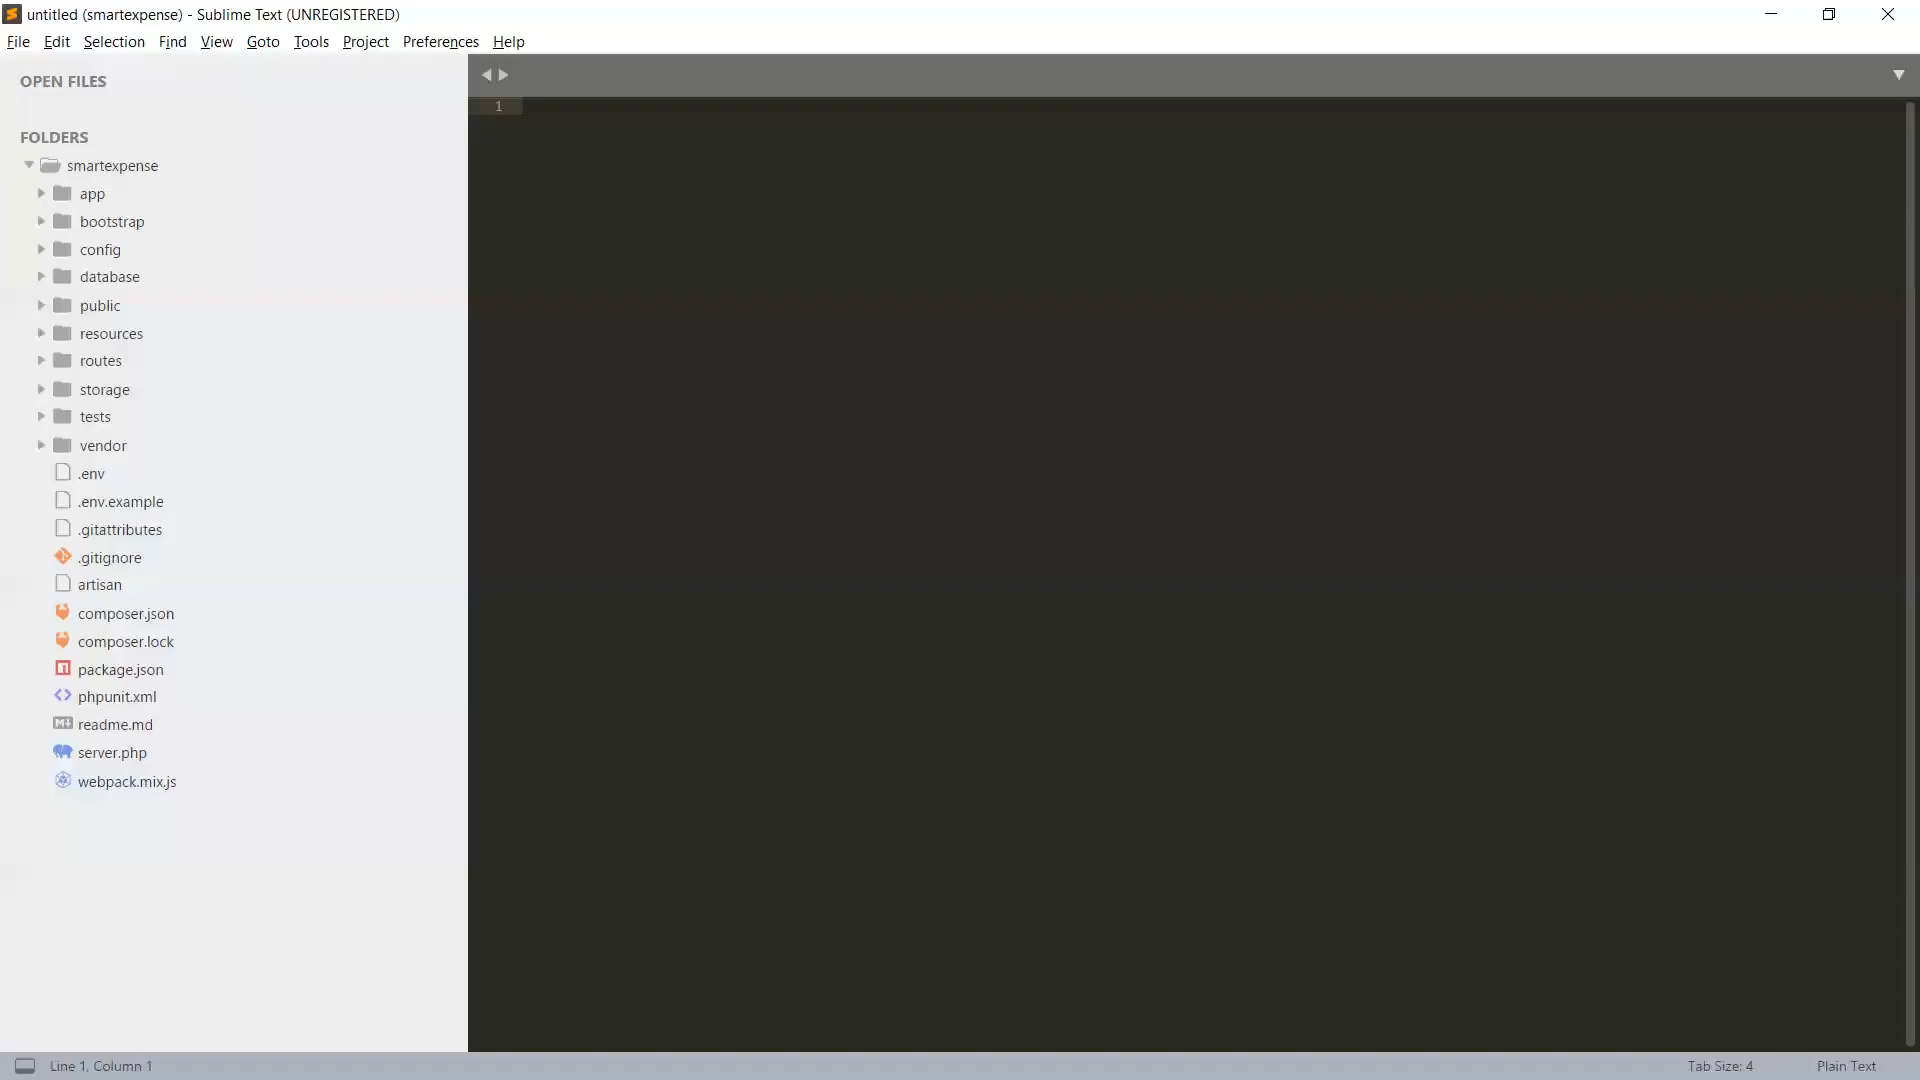 untitled (smartexpense) - Sublime Text (UNREGISTERED)
File Edit Selection Find View Goto Tools Project Preferences Help
OPEN FILES
FOLDERS
smartexpense
app
bootstrap
config
database
public
resources
routes
storage
tests
vendor
.env
.env.example
.gitattributes
.gitignore
artisan
composer.json
composer.lock
package.json
phpunit.xml
readme.md
server.php
webpack.mix.js
1
Line 1, Column 1
Tab Size: 4
Plain Text